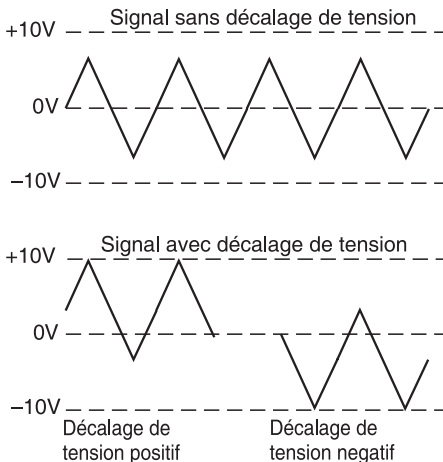 Signal sans décalage de tension
+10V
0V
–10V
Signal avec décalage de tension
+10V
0V
–10V
Décalage de
tension positif
Décalage de
tension negatif